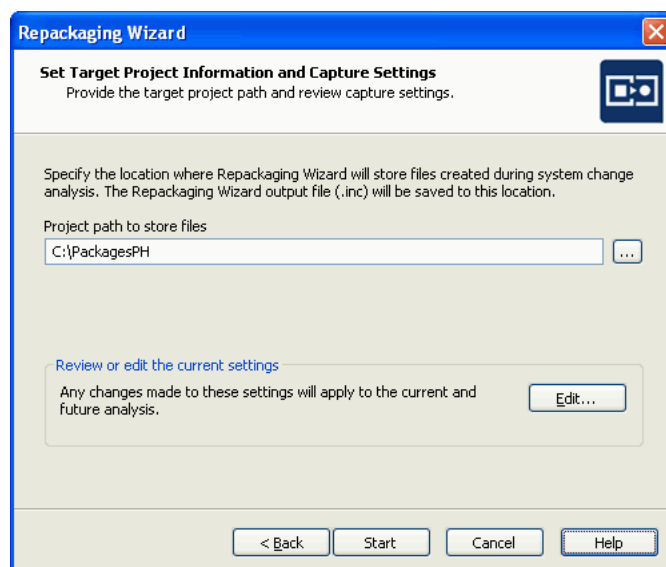 Repackaging Wizard
Set Target Project Information and Capture Settings
Provide the target project path and review capture settings.
Specify the location where Repackaging Wizard will store files created during system change
analysis. The Repackaging Wizard output file (.inc) will be saved to this location.
Project path to store files
C:\PackagesPH
...
Review or edit the current settings
Any changes made to these settings will apply to the current and
future analysis.
Edit...
< Back
Start
Cancel
Help